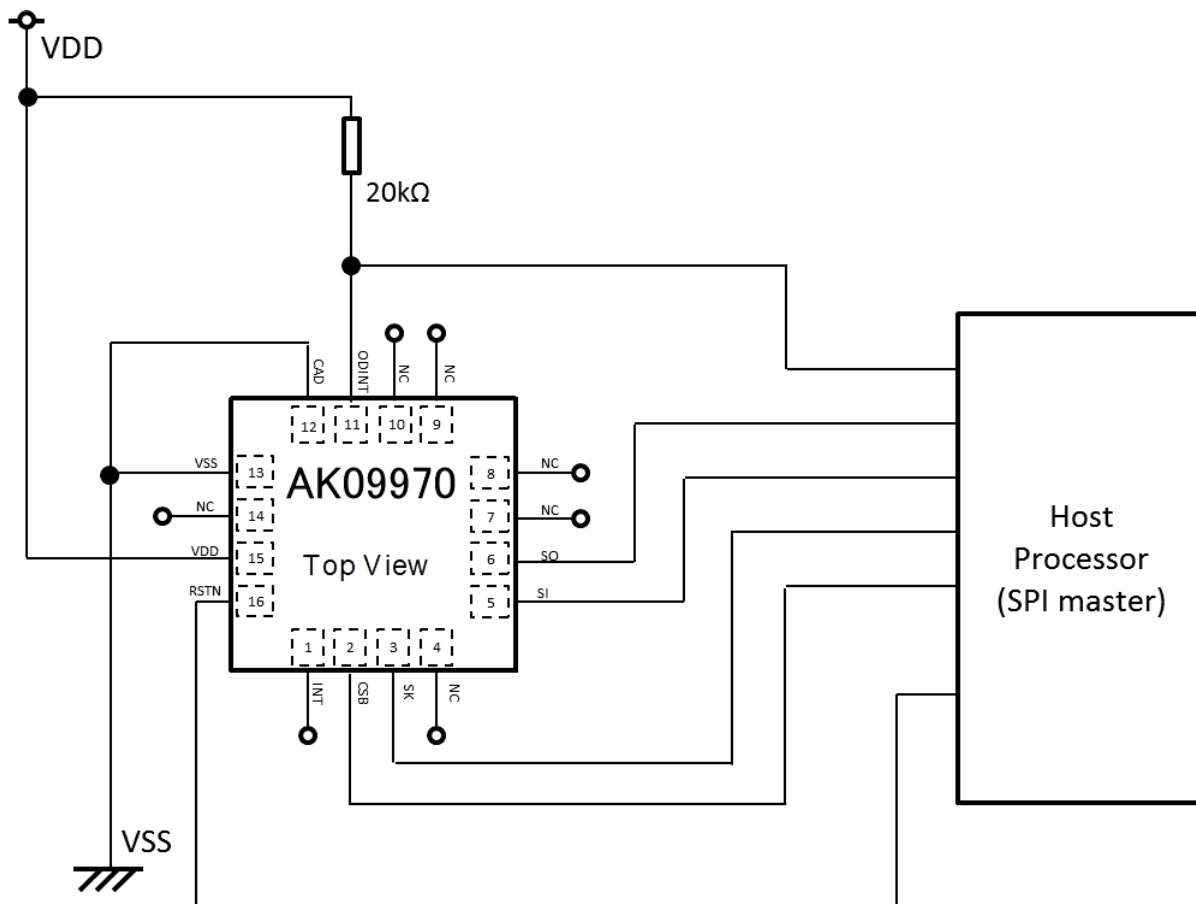 VDD
20kΩ
CAD
ODINT
NC
NC
12
11
10
9
VSS
13
AK09970
8
NC
NC
14
7
NC
VDD
15
Top View
6
SO
RSTN
16
5
SI
1
2
3
4
INT
CSB
SK
NC
Host
Processor
(SPI master)
VSS